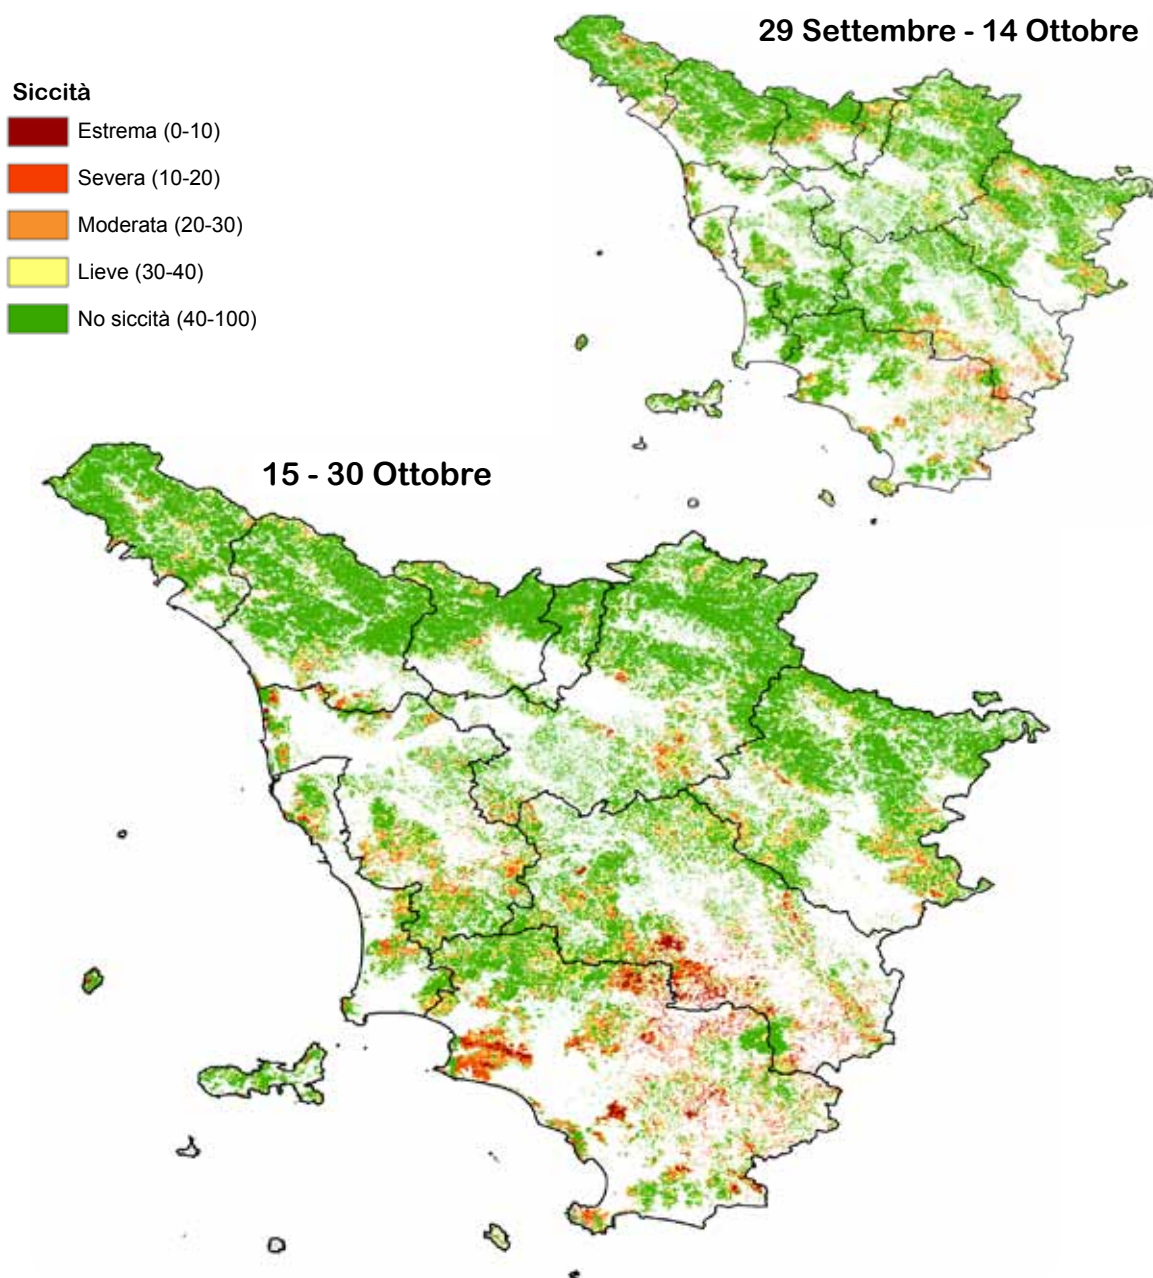 29 Settembre - 14 Ottobre
Siccità
Estrema (0-10)
Severa (10-20)
Moderata (20-30)
Lieve (30-40)
No siccità (40-100)
15 - 30 Ottobre